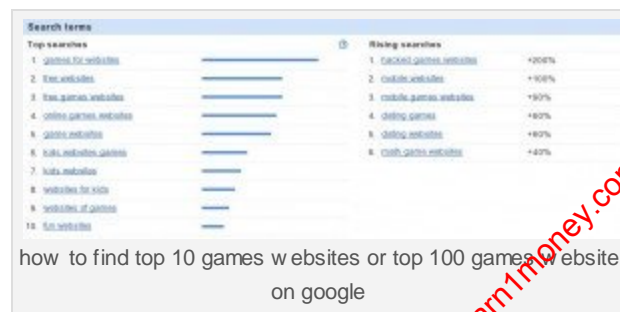 Search terms
Top searches
Rising searches
1. games for websites
1. hacked games websites +200%
2. free websites
2. mobile websites +100%
3. free games websites
3. mobile games websites +90%
4. online games websites
4. dating games +80%
5. game websites
5. dating websites +60%
6. kids websites games
6. math game websites +40%
7. kids websites
8. websites for kids
9. websites of games
10. fun websites
how to find top 10 games w ebsites or top 100 games w ebsite
on google
earn1money.com